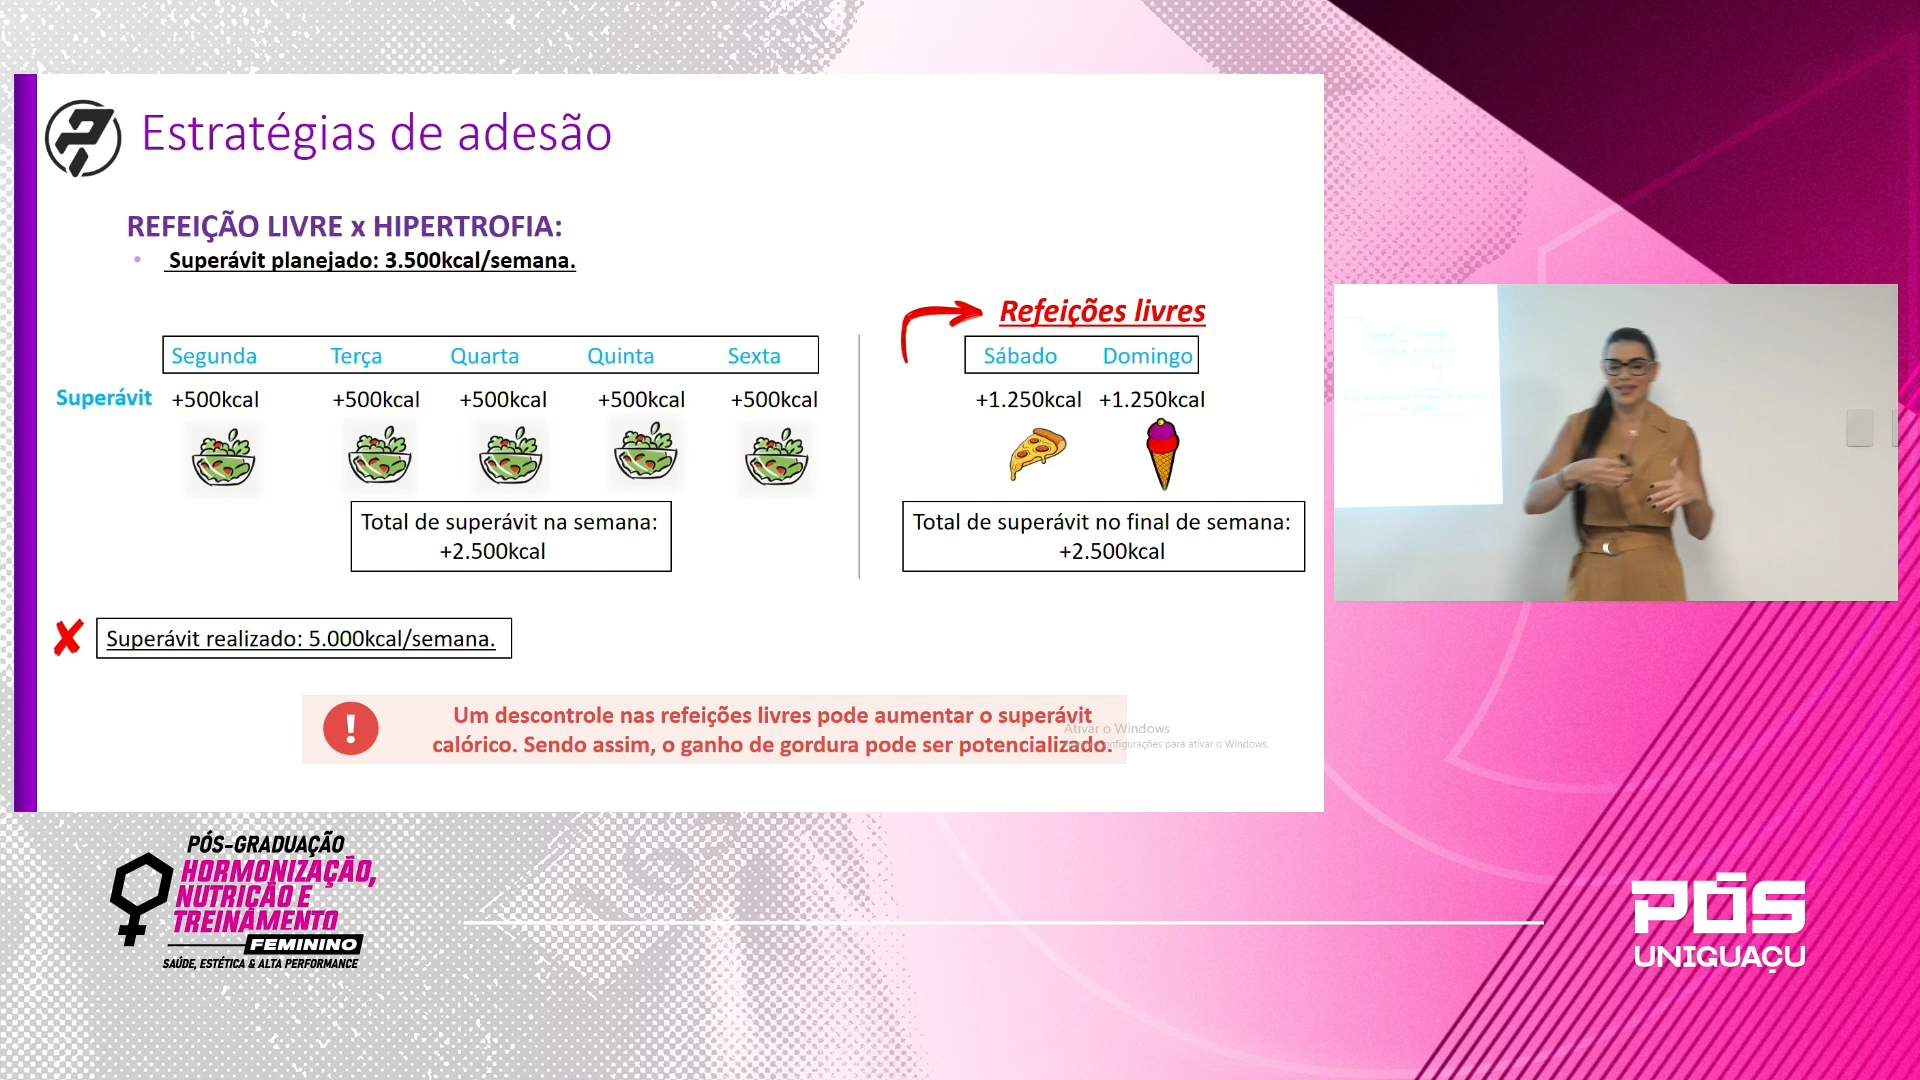 Estratégias de adesão
REFEIÇÃO LIVRE x HIPERTROFIA:
• Superávit planejado: 3.500kcal/semana.
Refeições livres
Segunda Terça Quarta Quinta Sexta
Sábado Domingo
Superávit +500kcal +500kcal +500kcal +500kcal +500kcal
+1.250kcal +1.250kcal
Total de superávit na semana:
+2.500kcal
Total de superávit no final de semana:
+2.500kcal
Superávit realizado: 5.000kcal/semana.
Um descontrole nas refeições livres pode aumentar o superávit
calórico. Sendo assim, o ganho de gordura pode ser potencializado.
Ativar o Windows
configurações para ativar o Windows.
PÓS-GRADUAÇÃO
HORMONIZAÇÃO,
NUTRIÇÃO E
TREINAMENTO
FEMININO
SAÚDE, ESTÉTICA & ALTA PERFORMANCE
PÓS
UNIGUAÇU